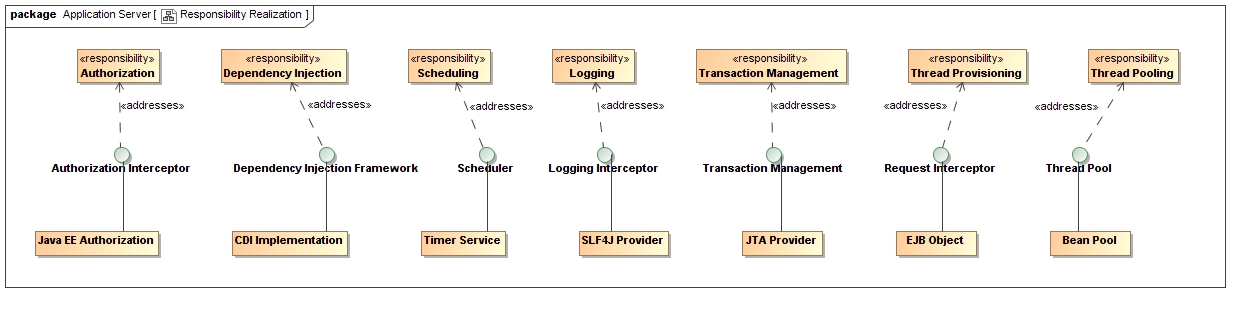 package Application Server [ Responsibility Realization ]
«responsibility» «responsibility» «responsibility» «responsibility» «responsibility» «responsibility» «responsibility»
Authorization Dependency Injection Scheduling Logging Transaction Management Thread Provisioning Thread Pooling
«addresses» «addresses» «addresses» «addresses» «addresses» «addresses» «addresses»
Authorization Interceptor Dependency Injection Framework Scheduler Logging Interceptor Transaction Management Request Interceptor Thread Pool
Java EE Authorization CDI Implementation Timer Service SLF4J Provider JTA Provider EJB Object Bean Pool